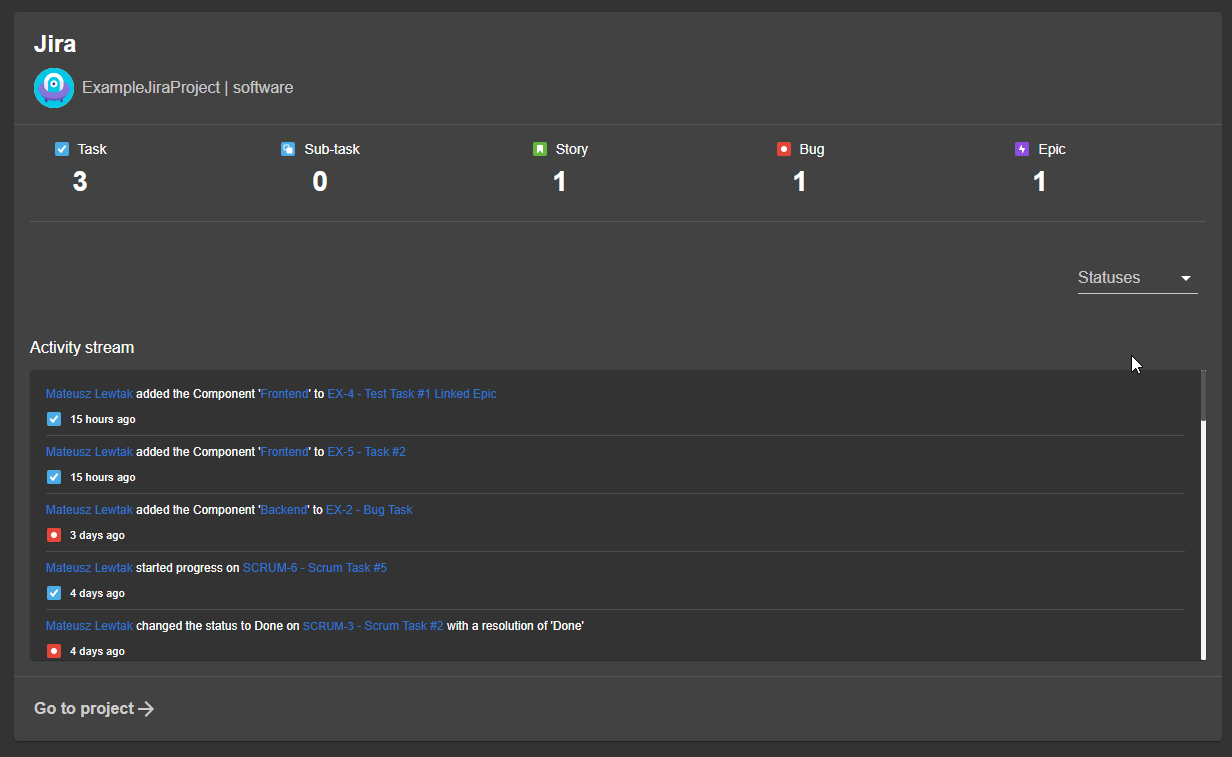 Jira
ExampleJiraProject | software
Task Sub-task Story Bug Epic
3 0 1 1 1
Statuses
Activity stream
Mateusz Lewtak added the Component 'Frontend' to EX-4 - Test Task #1 Linked Epic
15 hours ago
Mateusz Lewtak added the Component 'Frontend' to EX-5 - Task #2
15 hours ago
Mateusz Lewtak added the Component 'Backend' to EX-2 - Bug Task
3 days ago
Mateusz Lewtak started progress on SCRUM-6 - Scrum Task #5
4 days ago
Mateusz Lewtak changed the status to Done on SCRUM-3 - Scrum Task #2 with a resolution of 'Done'
4 days ago
Go to project